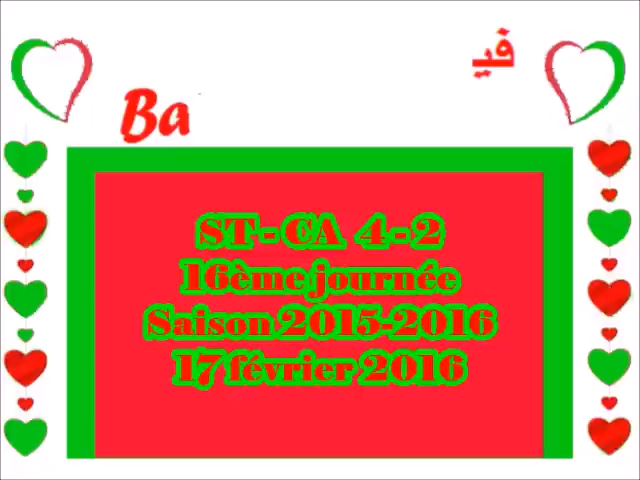 في
Ba
ST - CA 4 - 2
16ème journée
Saison 2015-2016
17 février 2016